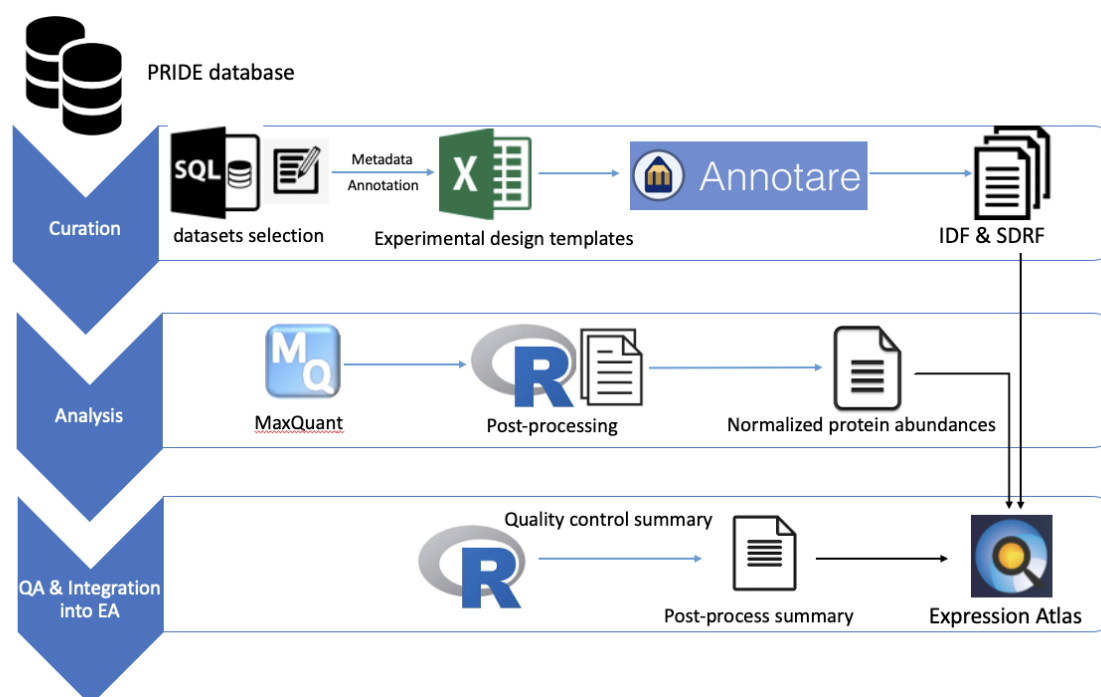 PRIDE database
SQL
Metadata
Annotation
X
Annotare
Curation
datasets selection
Experimental design templates
IDF & SDRF
MQ
R
Analysis
MaxQuant
Post-processing
Normalized protein abundances
Quality control summary
R
QA & Integration
into EA
Post-process summary
Expression Atlas